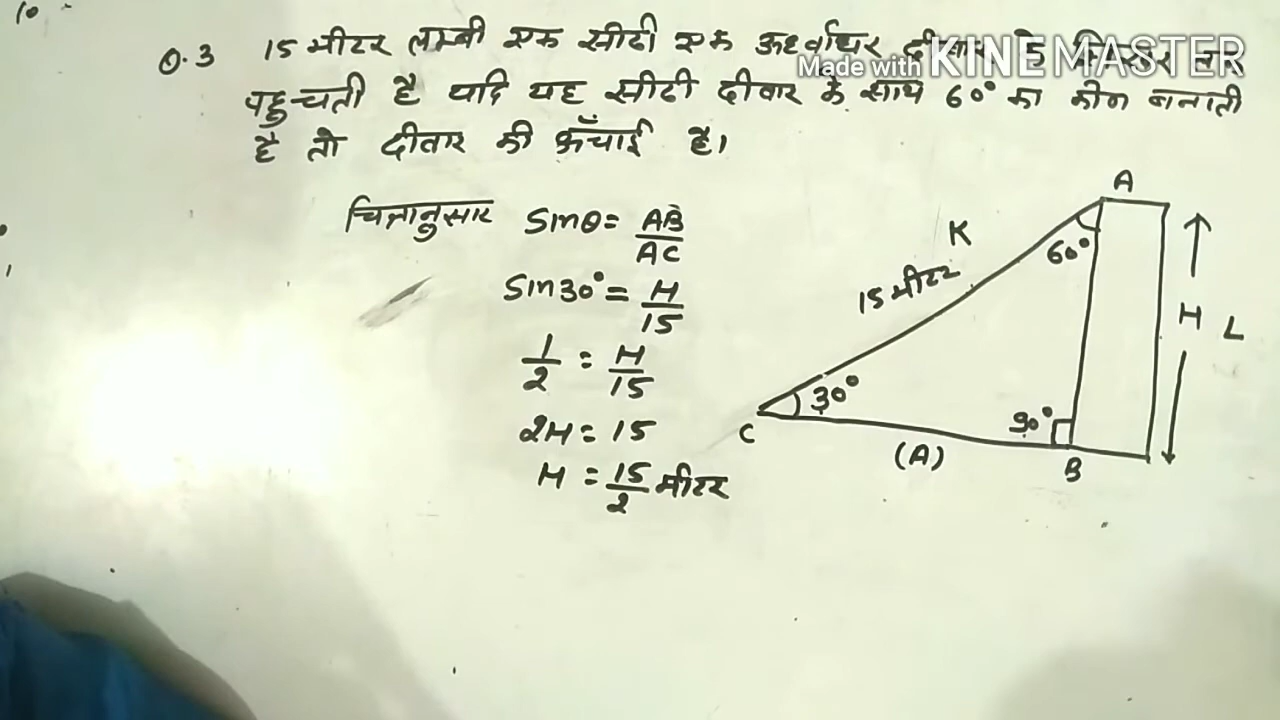 10
Q.3 15 मीटर लम्बी एक सीढी एक ऊर्ध्वाधर
Made with KINEMASTER
पहुन्चती है यदि यह सीढी दीवार के साथ 60° का कोण बनाती
है तो दीवार की ऊँचाई है।
चित्रानुसार Sinθ = AB/AC
Sin30° = H/15
1/2 = H/15
2H = 15
H = 15/2 मीटर
A
K
60°
15 मीटर
H L
30°
90°
C
(A)
B